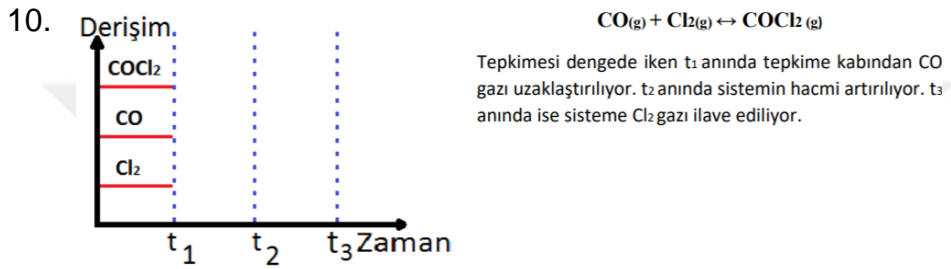 10.
Derişim
COCl₂
CO
Cl₂
t₁ t₂ t₃ Zaman
CO(g) + Cl₂(g) ↔ COCl₂ (g)
Tepkimesi dengede iken t₁ anında tepkime kabından CO
gazı uzaklaştırılıyor. t₂ anında sistemin hacmi artırılıyor. t₃
anında ise sisteme Cl₂ gazı ilave ediliyor.